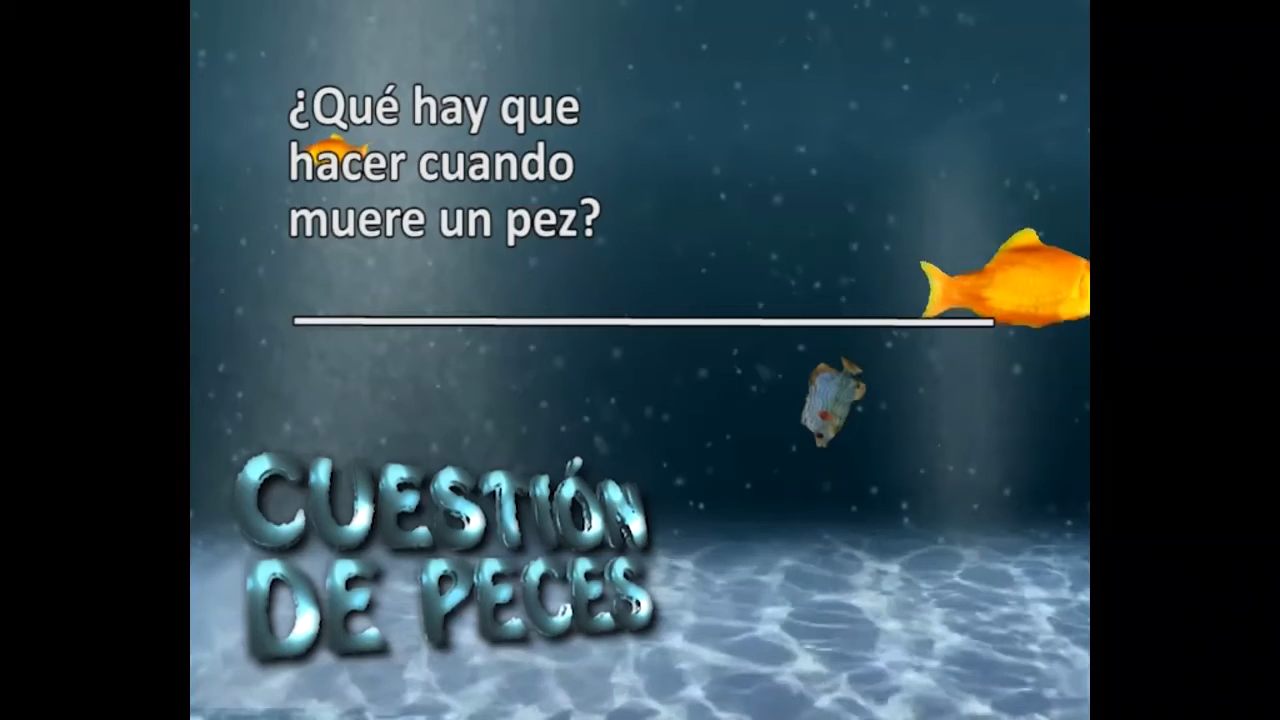 ¿Qué hay que
hacer cuando
muere un pez?
CUESTIÓN
DE PECES